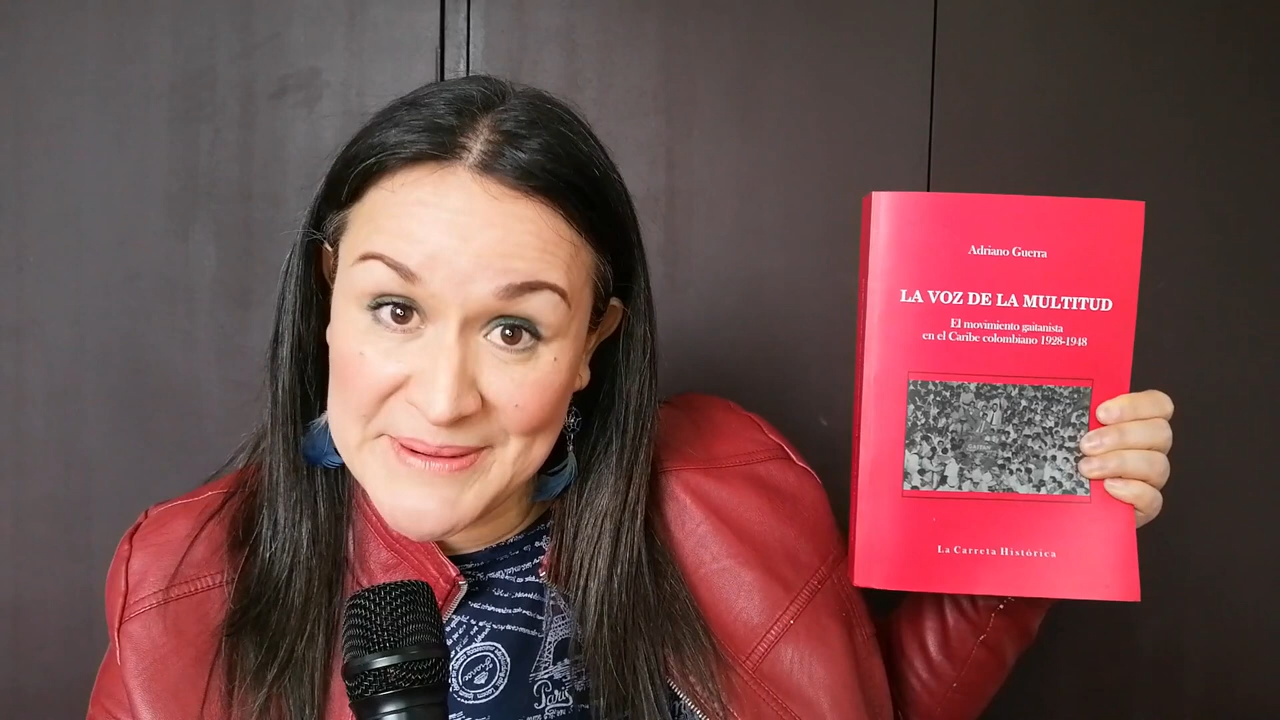 Adriano Guerra
LA VOZ DE LA MULTITUD
El movimiento gaitanista
en el Caribe colombiano 1928-1948
La Carreta Histórica
Paris